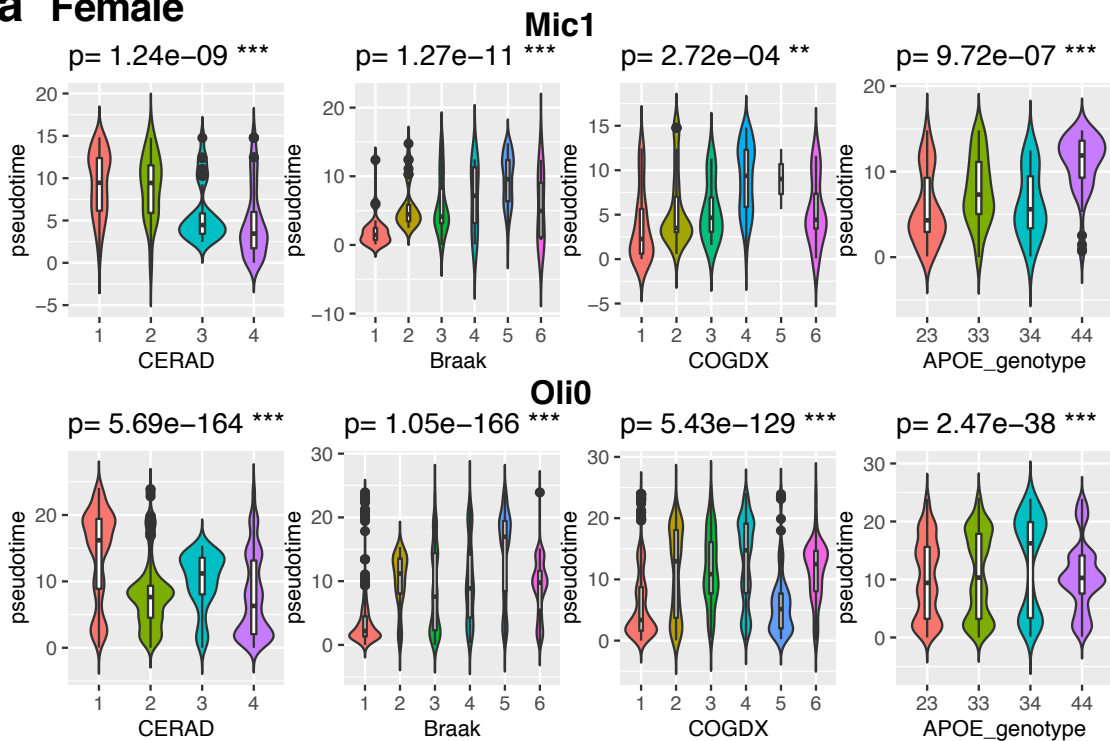 a Female
Mic1
p= 1.24e−09 *** p= 1.27e−11 *** p= 2.72e−04 ** p= 9.72e−07 ***
pseudotime
20
15
10
5
0
−5
1 2 3 4
CERAD
pseudotime
20
10
0
−10
1 2 3 4 5 6
Braak
pseudotime
15
10
5
0
−5
1 2 3 4 5 6
COGDX
pseudotime
20
10
0
23 33 34 44
APOE_genotype
Oli0
p= 5.69e−164 *** p= 1.05e−166 *** p= 5.43e−129 *** p= 2.47e−38 ***
pseudotime
20
10
0
1 2 3 4
CERAD
pseudotime
30
20
10
0
1 2 3 4 5 6
Braak
pseudotime
30
20
10
0
1 2 3 4 5 6
COGDX
pseudotime
30
20
10
0
23 33 34 44
APOE_genotype